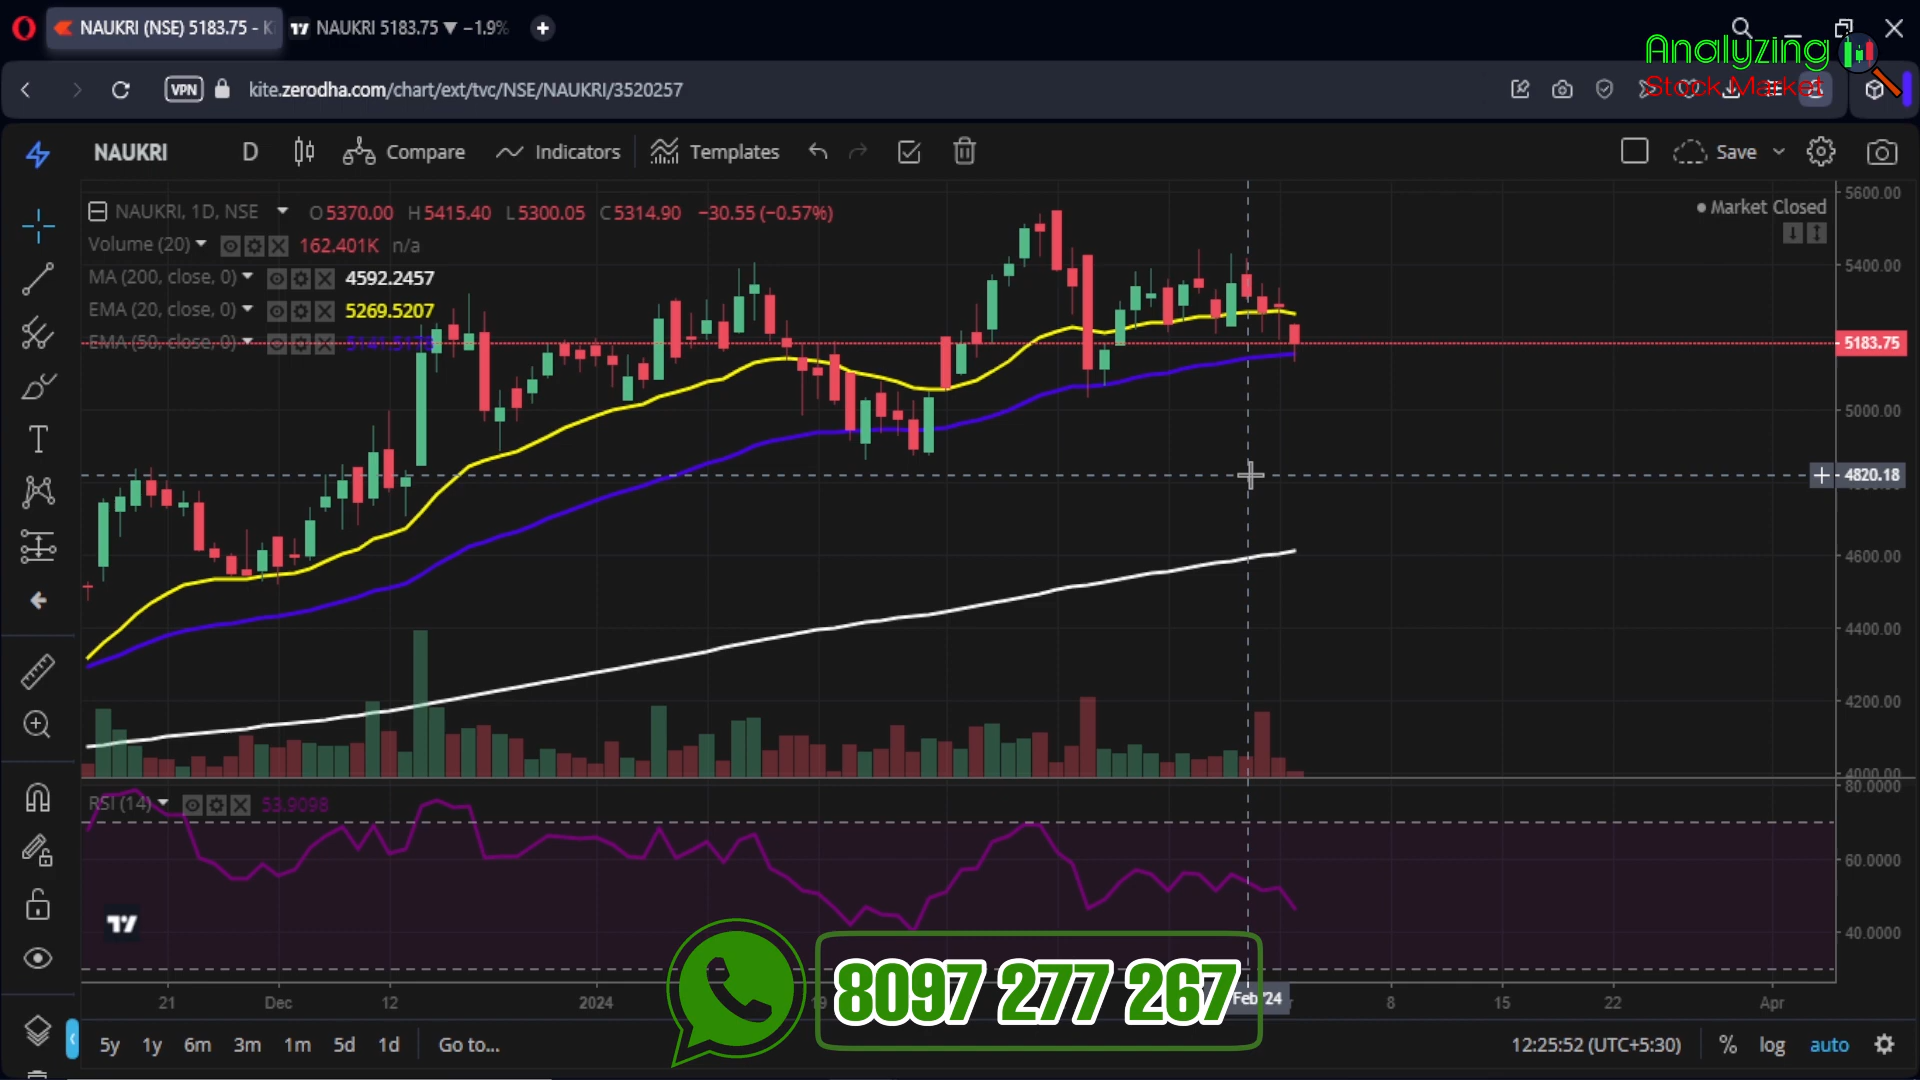 NAUKRI (NSE) 5183.75 - K
NAUKRI 5183.75 ▼ −1.9%
Analyzing
Stock Market
VPN
kite.zerodha.com/chart/ext/tvc/NSE/NAUKRI/3520257
NAUKRI D Compare Indicators Templates Save
NAUKRI, 1D, NSE O5370.00 H5415.40 L5300.05 C5314.90 −30.55 (−0.57%)
Market Closed
Volume (20) 162.401K n/a
MA (200, close, 0) 4592.2457
EMA (20, close, 0) 5269.5207
EMA (50, close, 0)
5600.00
5400.00
5183.75
5000.00
4820.18
4600.00
4400.00
4200.00
4000.00
RSI (14) 53.9098
80.0000
60.0000
40.0000
21 Dec 12 2024 19 Feb '24 8 15 22 Apr
8097 277 267
5y 1y 6m 3m 1m 5d 1d Go to...
12:25:52 (UTC+5:30) % log auto